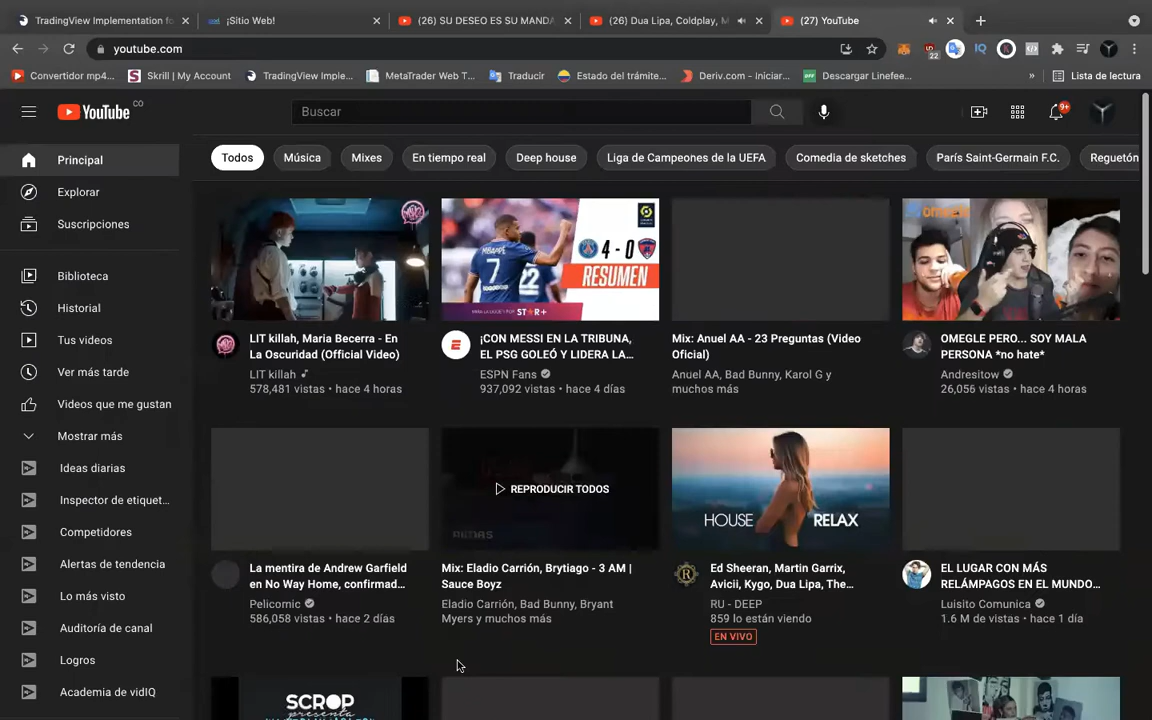 TradingView Implementation fo
¡Sitio Web!
(26) SU DESEO ES SU MANDA
(26) Dua Lipa, Coldplay, M
(27) YouTube
youtube.com
22
IQ
Convertidor mp4...
Skrill | My Account
TradingView Imple...
MetaTrader Web T...
Traducir
Estado del trámite...
Deriv.com - Iniciar...
Descargar Linefee...
»
Lista de lectura
YouTube CO
Buscar
9+
Todos
Música
Mixes
En tiempo real
Deep house
Liga de Campeones de la UEFA
Comedia de sketches
París Saint-Germain F.C.
Reguetón
Principal
Explorar
Suscripciones
Biblioteca
Historial
Tus videos
Ver más tarde
Videos que me gustan
Mostrar más
Ideas diarias
Inspector de etiquet...
Competidores
Alertas de tendencia
Lo más visto
Auditoría de canal
Logros
Academia de vidIQ
LIT killah, Maria Becerra - En
La Oscuridad (Official Video)
LIT killah
578,481 vistas • hace 4 horas
MBAPPÉ
7
4 - 0
RESUMEN
ST★R+
¡CON MESSI EN LA TRIBUNA,
EL PSG GOLEÓ Y LIDERA LA...
ESPN Fans
937,092 vistas • hace 4 días
Mix: Anuel AA - 23 Preguntas (Video
Oficial)
Anuel AA, Bad Bunny, Karol G y
muchos más
omegle
OMEGLE PERO... SOY MALA
PERSONA *no hate*
Andresitow
26,056 vistas • hace 4 horas
La mentira de Andrew Garfield
en No Way Home, confirmad...
Pelicomic
586,058 vistas • hace 2 días
REPRODUCIR TODOS
RIMAS
Mix: Eladio Carrión, Brytiago - 3 AM |
Sauce Boyz
Eladio Carrión, Bad Bunny, Bryant
Myers y muchos más
HOUSE RELAX
Ed Sheeran, Martin Garrix,
Avicii, Kygo, Dua Lipa, The...
RU - DEEP
859 lo están viendo
EN VIVO
EL LUGAR CON MÁS
RELÁMPAGOS EN EL MUNDO...
Luisito Comunica
1.6 M de vistas • hace 1 día
SCROP
presenta